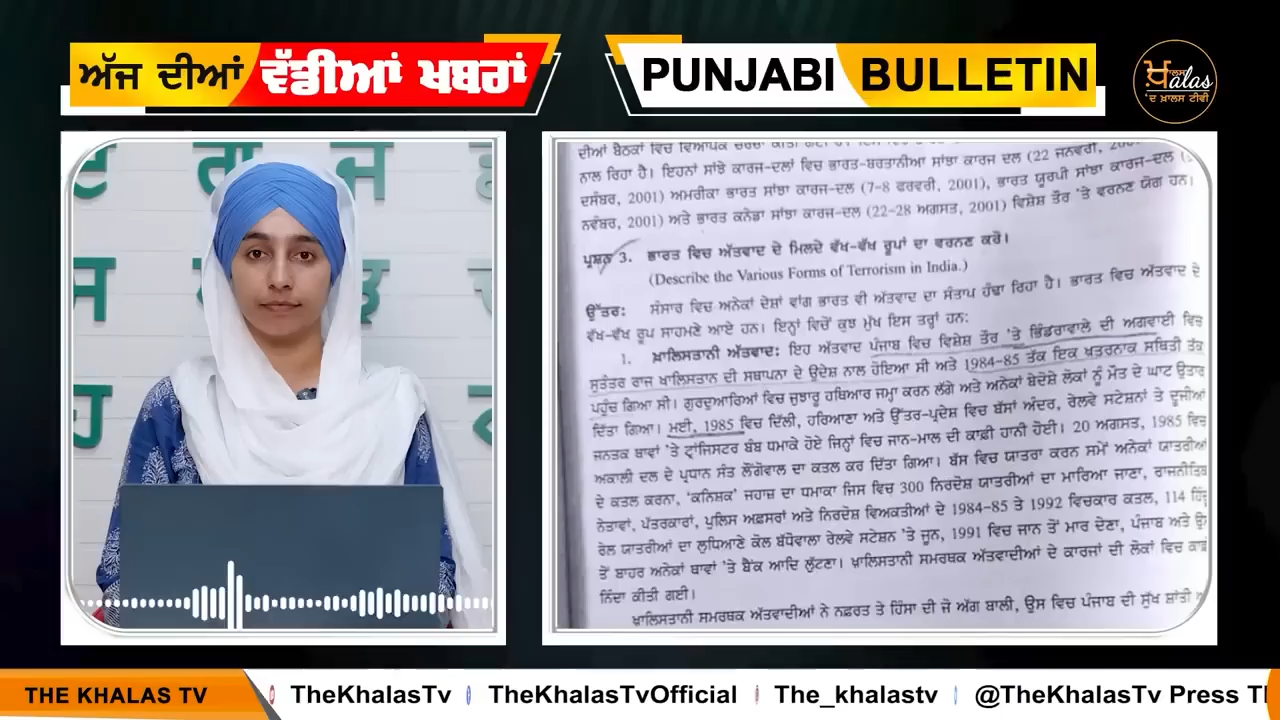 ਅੱਜ ਦੀਆਂ ਵੱਡੀਆਂ ਖਬਰਾਂ
PUNJABI BULLETIN
ਖ਼ਾਲਸ
Khalas
'ਦ ਖ਼ਾਲਸ ਟੀਵੀ
ਦੀਆਂ ਬੈਠਕਾਂ ਵਿਚ ਵਿਆਪਕ ਚਰਚਾ ਕੀਤੀ ਗਈ ਹੈ।
ਨਾਲ ਰਿਹਾ ਹੈ। ਇਹਨਾਂ ਸਾਂਝੇ ਕਾਰਜ-ਦਲਾਂ ਵਿਚ ਭਾਰਤ-ਬਰਤਾਨੀਆ ਸਾਂਝਾ ਕਾਰਜ ਦਲ (22 ਜਨਵਰੀ,
ਦਸੰਬਰ, 2001) ਅਮਰੀਕਾ ਭਾਰਤ ਸਾਂਝਾ ਕਾਰਜ-ਦਲ (7-8 ਫਰਵਰੀ, 2001), ਭਾਰਤ ਯੂਰਪੀ ਸਾਂਝਾ ਕਾਰਜ-ਦਲ
ਨਵੰਬਰ, 2001) ਅਤੇ ਭਾਰਤ ਕਨੇਡਾ ਸਾਂਝਾ ਕਾਰਜ-ਦਲ (22-28 ਅਗਸਤ, 2001) ਵਿਸ਼ੇਸ਼ ਤੌਰ 'ਤੇ ਵਰਨਣ ਯੋਗ ਹਨ।
ਪ੍ਰਸ਼ਨ 3. ਭਾਰਤ ਵਿਚ ਅੱਤਵਾਦ ਦੇ ਮਿਲਦੇ ਵੱਖ-ਵੱਖ ਰੂਪਾਂ ਦਾ ਵਰਨਣ ਕਰੋ।
(Describe the Various Forms of Terrorism in India.)
ਉੱਤਰ: ਸੰਸਾਰ ਵਿਚ ਅਨੇਕਾਂ ਦੇਸ਼ਾਂ ਵਾਂਗ ਭਾਰਤ ਵੀ ਅੱਤਵਾਦ ਦਾ ਸੰਤਾਪ ਹੰਢਾ ਰਿਹਾ ਹੈ। ਭਾਰਤ ਵਿਚ ਅੱਤਵਾਦ ਦੇ
ਵੱਖ-ਵੱਖ ਰੂਪ ਸਾਹਮਣੇ ਆਏ ਹਨ। ਇਨ੍ਹਾਂ ਵਿਚੋਂ ਕੁਝ ਮੁੱਖ ਇਸ ਤਰ੍ਹਾਂ ਹਨ:
1. ਖ਼ਾਲਿਸਤਾਨੀ ਅੱਤਵਾਦ: ਇਹ ਅੱਤਵਾਦ ਪੰਜਾਬ ਵਿਚ ਵਿਸ਼ੇਸ਼ ਤੌਰ 'ਤੇ ਭਿੰਡਰਾਵਾਲੇ ਦੀ ਅਗਵਾਈ ਵਿਚ
ਸੁਤੰਤਰ ਰਾਜ ਖਾਲਿਸਤਾਨ ਦੀ ਸਥਾਪਨਾ ਦੇ ਉਦੇਸ਼ ਨਾਲ ਹੋਇਆ ਸੀ ਅਤੇ 1984-85 ਤੱਕ ਇਕ ਖ਼ਤਰਨਾਕ ਸਥਿਤੀ ਤੱਕ
ਪਹੁੰਚ ਗਿਆ ਸੀ। ਗੁਰਦੁਆਰਿਆਂ ਵਿਚ ਜੁਝਾਰੂ ਹਥਿਆਰ ਜਮ੍ਹਾ ਕਰਨ ਲੱਗੇ ਅਤੇ ਅਨੇਕਾਂ ਬੇਦੋਸ਼ੇ ਲੋਕਾਂ ਨੂੰ ਮੌਤ ਦੇ ਘਾਟ ਉਤਾਰ
ਦਿੱਤਾ ਗਿਆ। ਮਈ, 1985 ਵਿਚ ਦਿੱਲੀ, ਹਰਿਆਣਾ ਅਤੇ ਉੱਤਰ-ਪ੍ਰਦੇਸ਼ ਵਿਚ ਬੱਸਾਂ ਅੰਦਰ, ਰੇਲਵੇ ਸਟੇਸ਼ਨਾਂ ਤੇ ਦੂਜੀਆਂ
ਜਨਤਕ ਥਾਵਾਂ 'ਤੇ ਟ੍ਰਾਂਜਿਸਟਰ ਬੰਬ ਧਮਾਕੇ ਹੋਏ ਜਿਨ੍ਹਾਂ ਵਿਚ ਜਾਨ-ਮਾਲ ਦੀ ਕਾਫ਼ੀ ਹਾਨੀ ਹੋਈ। 20 ਅਗਸਤ, 1985 ਵਿਚ
ਅਕਾਲੀ ਦਲ ਦੇ ਪ੍ਰਧਾਨ ਸੰਤ ਲੌਂਗੋਵਾਲ ਦਾ ਕਤਲ ਕਰ ਦਿੱਤਾ ਗਿਆ। ਬੱਸ ਵਿਚ ਯਾਤਰਾ ਕਰਨ ਸਮੇਂ ਅਨੇਕਾਂ ਯਾਤਰੀਆਂ
ਦੇ ਕਤਲ ਕਰਨਾ, 'ਕਨਿਸ਼ਕ' ਜਹਾਜ਼ ਦਾ ਧਮਾਕਾ ਜਿਸ ਵਿਚ 300 ਨਿਰਦੋਸ਼ ਯਾਤਰੀਆਂ ਦਾ ਮਾਰਿਆ ਜਾਣਾ, ਰਾਜਨੀਤਿਕ
ਨੇਤਾਵਾਂ, ਪੱਤਰਕਾਰਾਂ, ਪੁਲਿਸ ਅਫ਼ਸਰਾਂ ਅਤੇ ਨਿਰਦੋਸ਼ ਵਿਅਕਤੀਆਂ ਦੇ 1984-85 ਤੇ 1992 ਵਿਚਕਾਰ ਕਤਲ, 114 ਹਿੰਦੂ
ਰੇਲ ਯਾਤਰੀਆਂ ਦਾ ਲੁਧਿਆਣੇ ਕੋਲ ਬੱਧੋਵਾਲਾ ਰੇਲਵੇ ਸਟੇਸ਼ਨ 'ਤੇ ਜੂਨ, 1991 ਵਿਚ ਜਾਨ ਤੋਂ ਮਾਰ ਦੇਣਾ, ਪੰਜਾਬ ਅਤੇ
ਤੋਂ ਬਾਹਰ ਅਨੇਕਾਂ ਥਾਵਾਂ 'ਤੇ ਬੈਂਕ ਆਦਿ ਲੁੱਟਣਾ। ਖ਼ਾਲਿਸਤਾਨੀ ਸਮਰਥਕ ਅੱਤਵਾਦੀਆਂ ਦੇ ਕਾਰਜਾਂ ਦੀ ਲੋਕਾਂ ਵਿਚ
ਨਿੰਦਾ ਕੀਤੀ ਗਈ।
ਖ਼ਾਲਿਸਤਾਨੀ ਸਮਰਥਕ ਅੱਤਵਾਦੀਆਂ ਨੇ ਨਫ਼ਰਤ ਤੇ ਹਿੰਸਾ ਦੀ ਜੋ ਅੱਗ ਬਾਲੀ, ਉਸ ਵਿਚ ਪੰਜਾਬ ਦੀ ਸੁੱਖ ਸ਼ਾਂਤੀ
THE KHALAS TV TheKhalasTv TheKhalasTvOfficial The_khalastv @TheKhalasTv Press